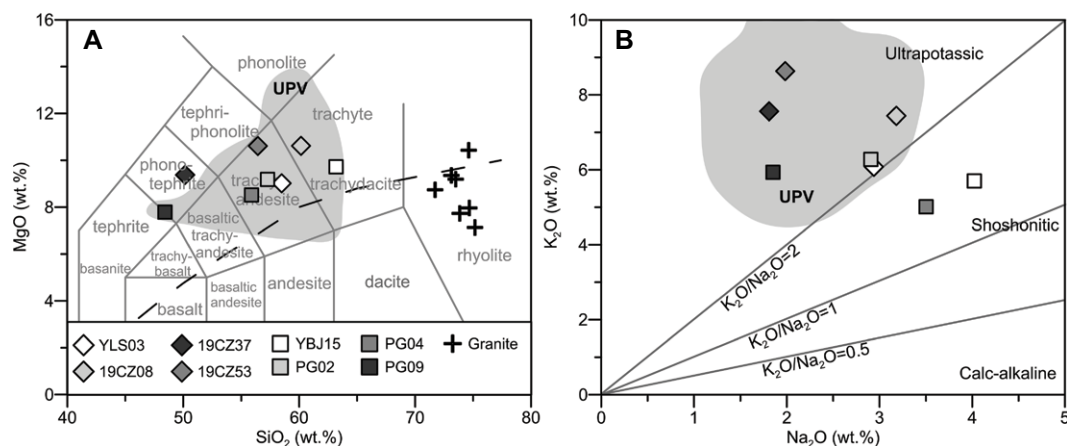 A
16
12
8
4
0
MgO (wt.%)
phonolite
UPV
tephri-
phonolite
trachyte
phono-
tephrite
trachy-
andesite
trachydacite
tephrite
basaltic
trachy-
andesite
rhyolite
basanite
trachy-
basalt
basaltic
andesite
andesite
dacite
basalt
YLS03
19CZ37
YBJ15
PG04
Granite
19CZ08
19CZ53
PG02
PG09
40
50
60
70
80
SiO2 (wt.%)
B
10
8
6
4
2
0
K2O (wt.%)
Ultrapotassic
UPV
Shoshonitic
K2O/Na2O=2
K2O/Na2O=1
K2O/Na2O=0.5
Calc-alkaline
0
1
2
3
4
5
Na2O (wt.%)